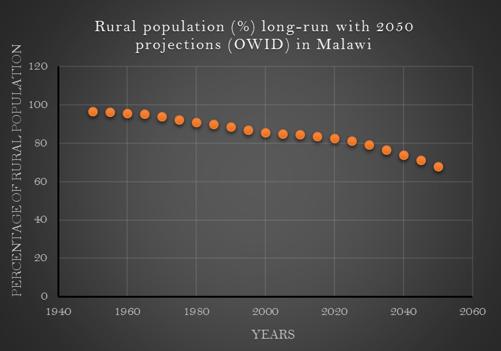 Rural population (%) long-run with 2050
projections (OWID) in Malawi
PERCENTAGE OF RURAL POPULATION
120
100
80
60
40
20
0
1940 1960 1980 2000 2020 2040 2060
YEARS